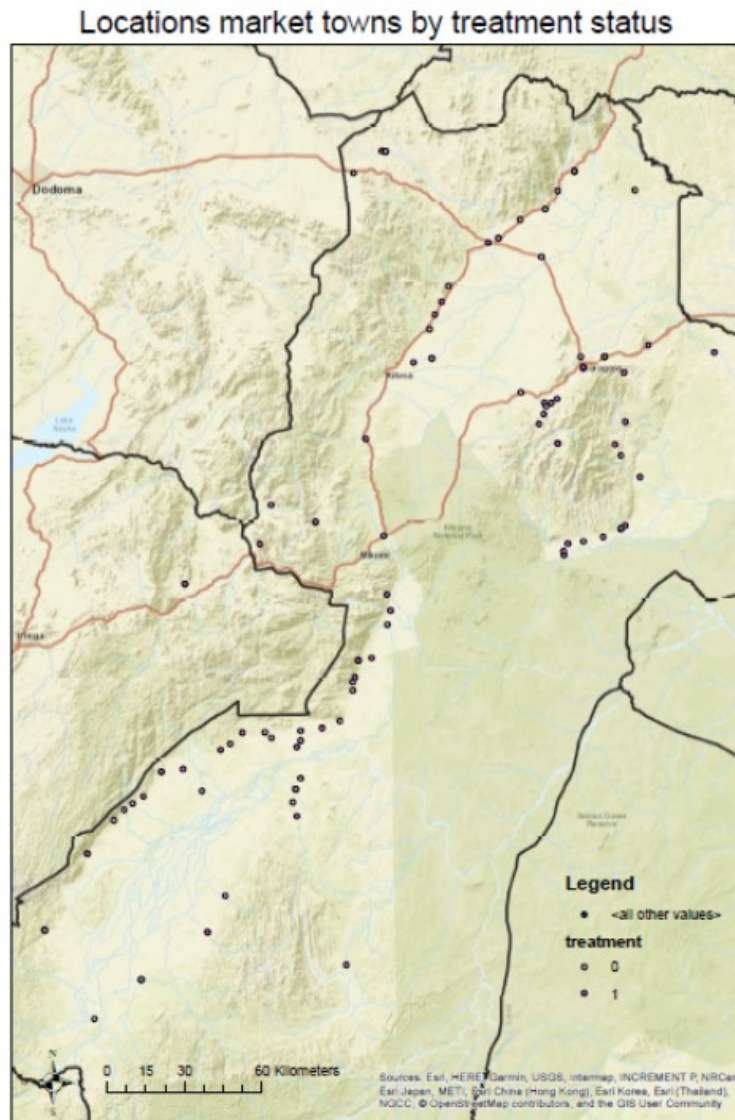 Locations market towns by treatment status
Dodoma
Kilosa
Mikumi
Iringa
Legend
<all other values>
treatment
0
1
N
0 15 30 60 Kilometers
Sources: Esri, HERE, Garmin, USGS, Intermap, INCREMENT P, NRCan,
Esri Japan, METI, Esri China (Hong Kong), Esri Korea, Esri (Thailand),
NGCC, © OpenStreetMap contributors, and the GIS User Community